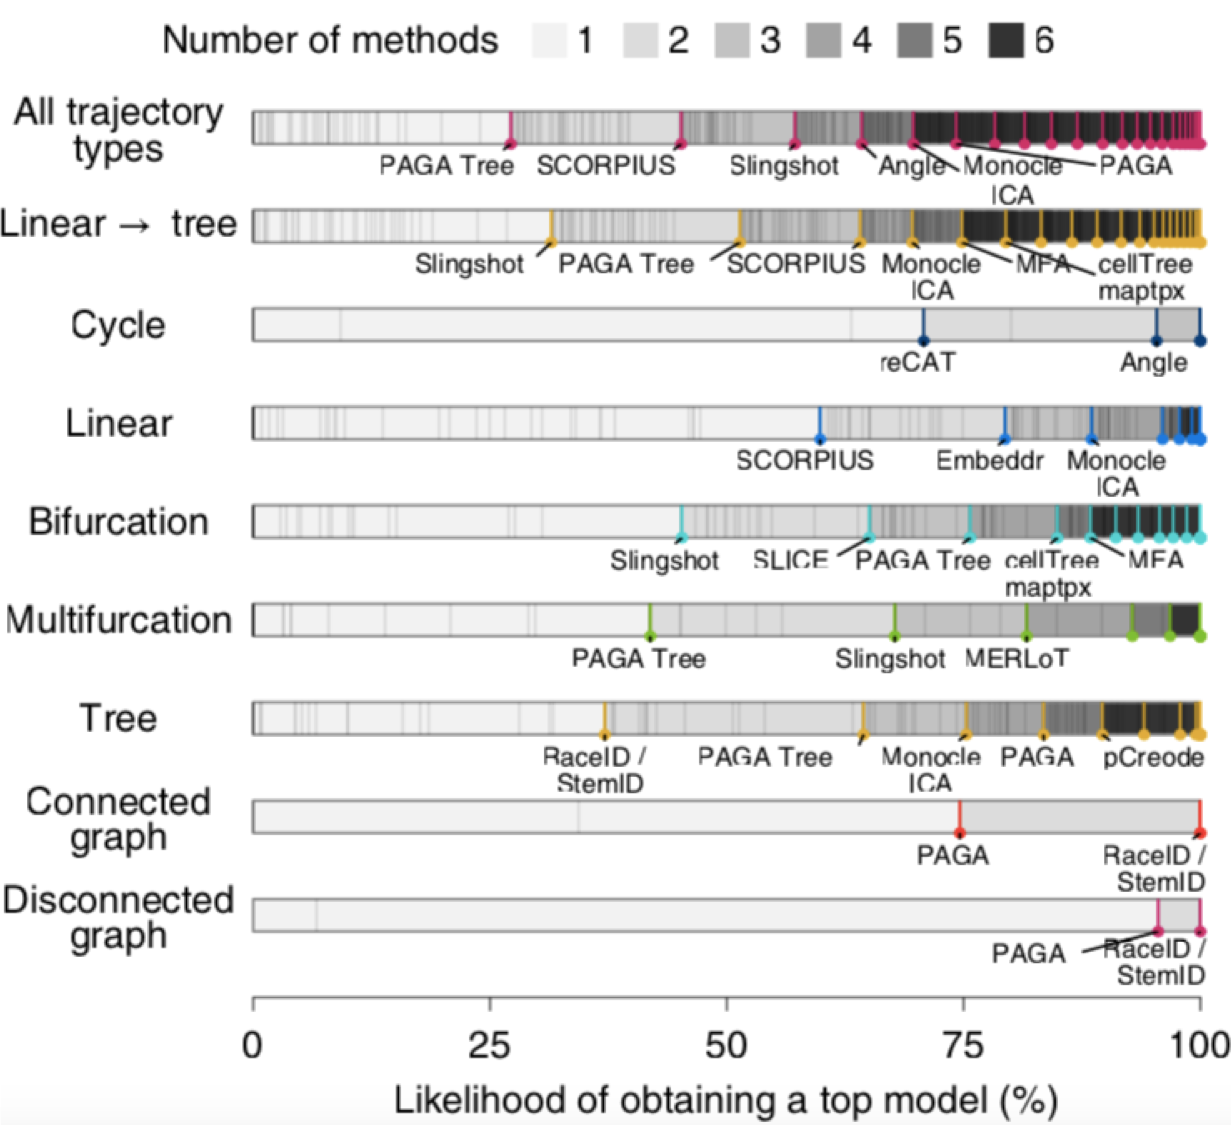 Number of methods 1 2 3 4 5 6
All trajectory
types
PAGA Tree SCORPIUS Slingshot Angle Monocle PAGA
ICA
Linear → tree
Slingshot PAGA Tree SCORPIUS Monocle MFA cellTree
ICA maptpx
Cycle
reCAT Angle
Linear
SCORPIUS Embeddr Monocle
ICA
Bifurcation
Slingshot SLICE PAGA Tree cellTree MFA
maptpx
Multifurcation
PAGA Tree Slingshot MERLoT
Tree
RaceID / PAGA Tree Monocle PAGA pCreode
StemID ICA
Connected
graph
PAGA RaceID /
StemID
Disconnected
graph
PAGA RaceID /
StemID
0 25 50 75 100
Likelihood of obtaining a top model (%)